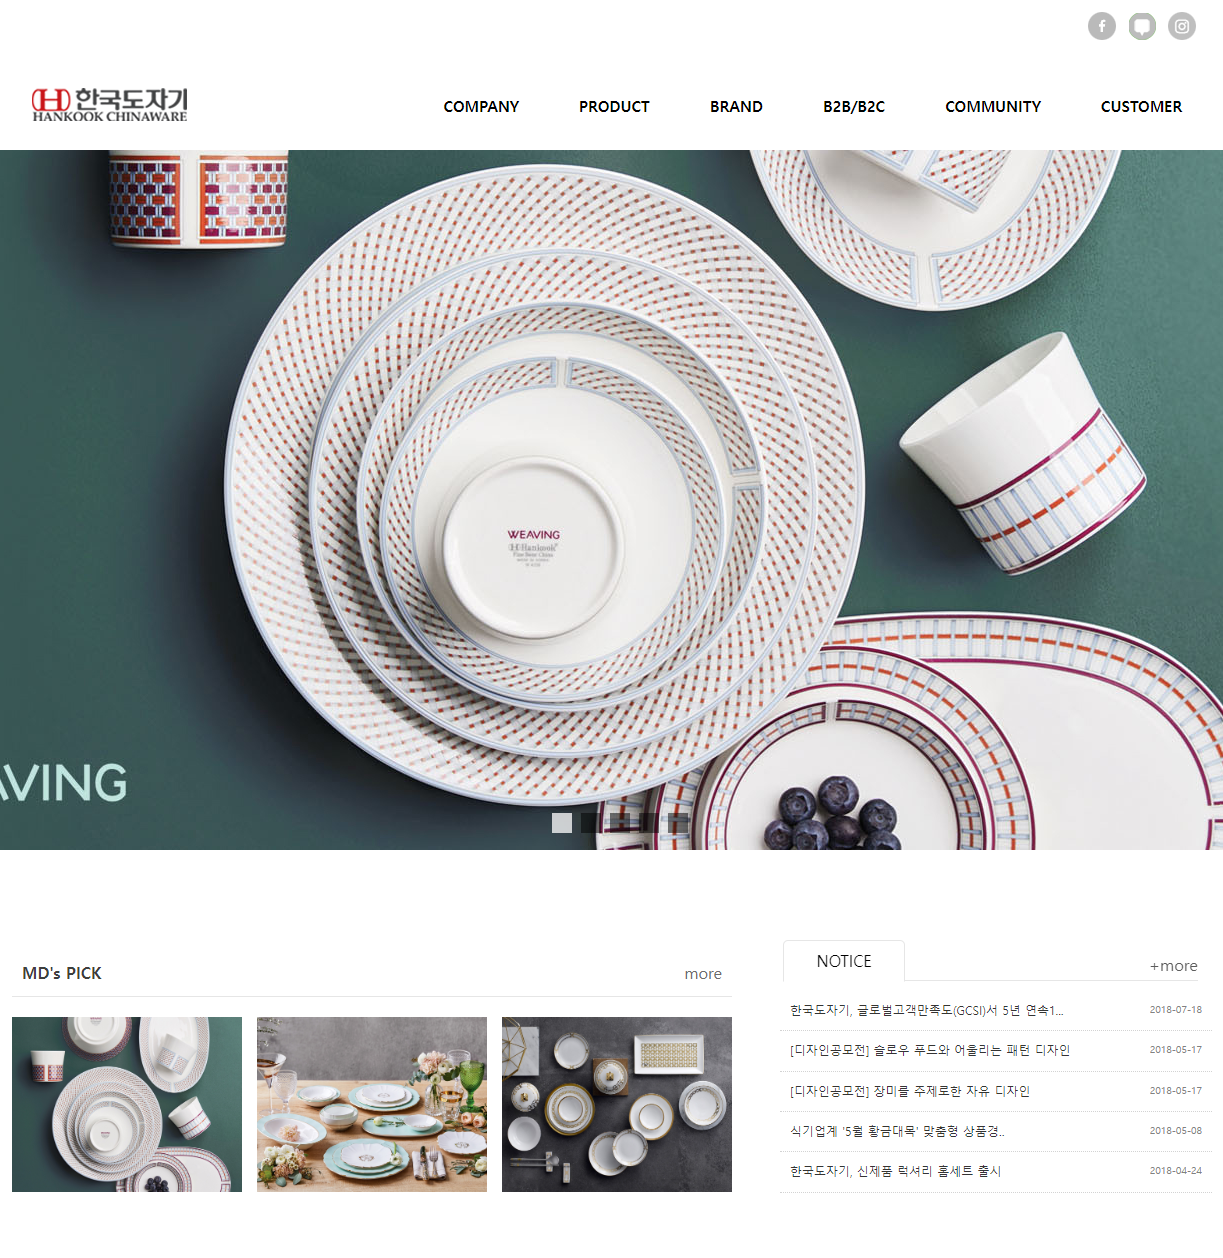 한국도자기
HANKOOK CHINAWARE
COMPANY PRODUCT BRAND B2B/B2C COMMUNITY CUSTOMER
WEAVING
Hankook
Fine Bone China
AVING
MD's PICK
more
NOTICE
+more
한국도자기, 글로벌고객만족도(GCSI)서 5년 연속1... 2018-07-18
[디자인공모전] 슬로우 푸드와 어울리는 패턴 디자인 2018-05-17
[디자인공모전] 장미를 주제로한 자유 디자인 2018-05-17
식기업계 '5월 황금대목' 맞춤형 상품경.. 2018-05-08
한국도자기, 신제품 럭셔리 홈세트 출시 2018-04-24